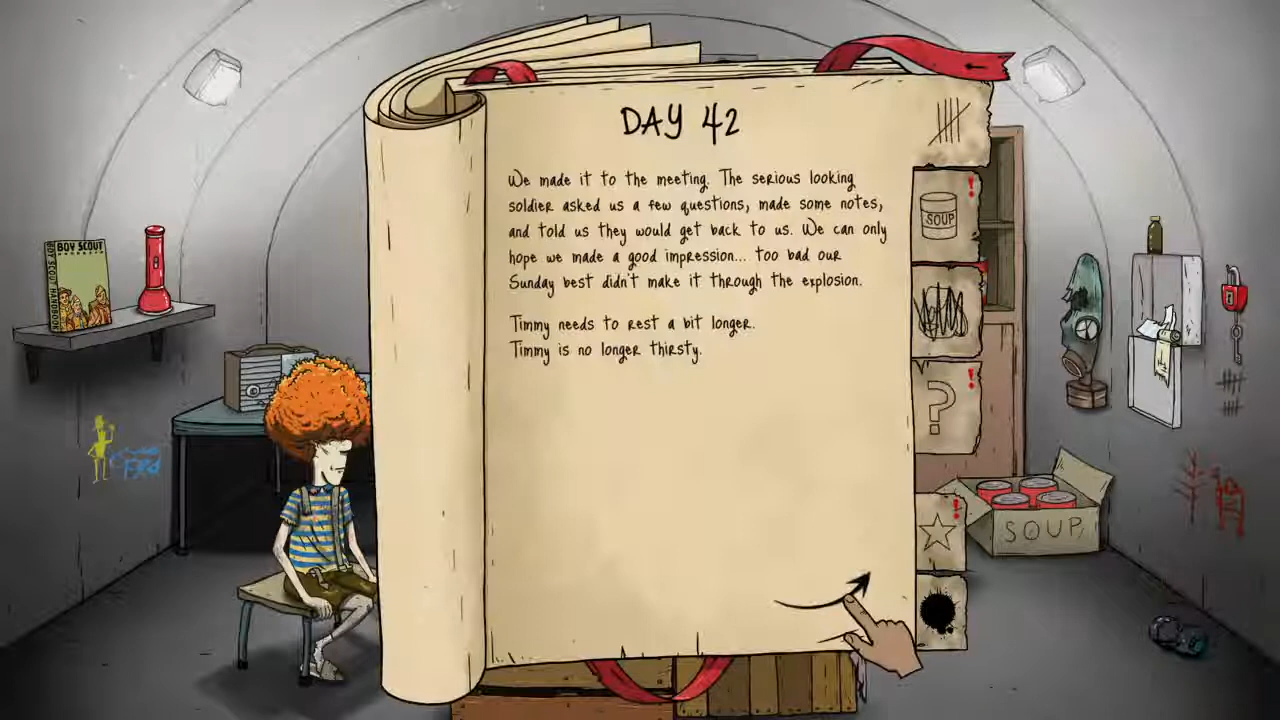 DAY 42
We made it to the meeting. The serious looking
soldier asked us a few questions, made some notes,
and told us they would get back to us. We can only
hope we made a good impression... too bad our
Sunday best didn't make it through the explosion.
Timmy needs to rest a bit longer.
Timmy is no longer thirsty.
SOUP
?
BOY SCOUT
SOUP